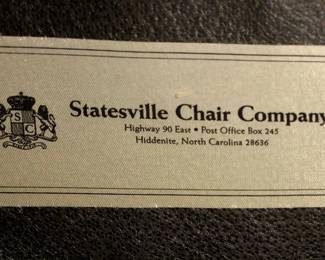 S C
Statesville Chair Company
Highway 90 East • Post Office Box 245
Hiddenite, North Carolina 28636